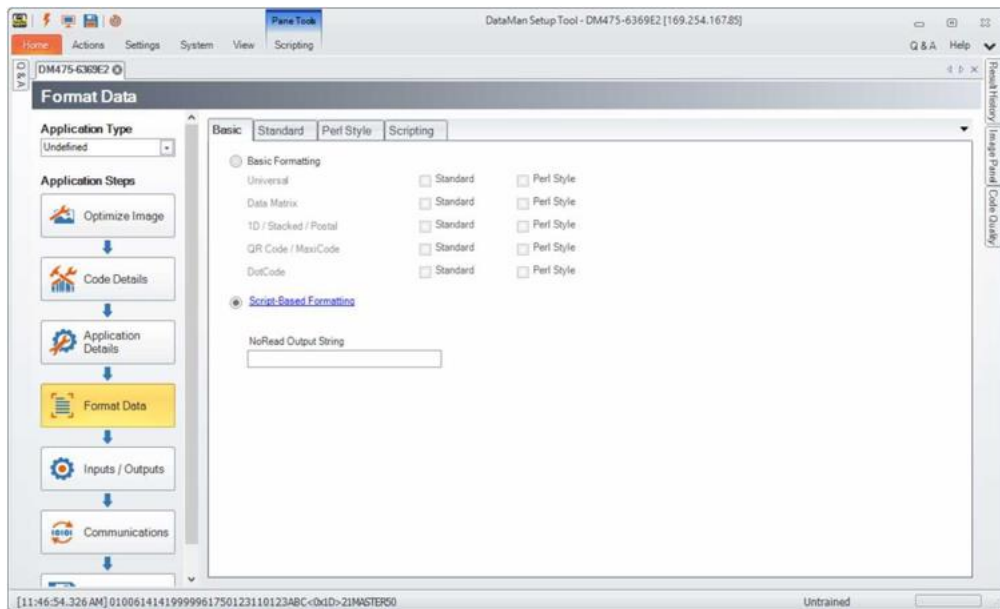 Pane Tools
DataMan Setup Tool - DM475-6369E2 [169.254.167.85]
Home Actions Settings System View Scripting Q & A Help
Q & A
DM475-6369E2
Format Data
Application Type
Undefined
Application Steps
Optimize Image
Code Details
Application
Details
Format Data
Inputs / Outputs
Communications
Basic Standard Perl Style Scripting
Basic Formatting
Universal Standard Perl Style
Data Matrix Standard Perl Style
1D / Stacked / Postal Standard Perl Style
QR Code / MaxiCode Standard Perl Style
DotCode Standard Perl Style
Script-Based Formatting
NoRead Output String
Result History
Image Panel
Code Quality
[11:46:54.326 AM] 01006141419999961750123110123ABC<0x1D>21MASTER50
Untrained